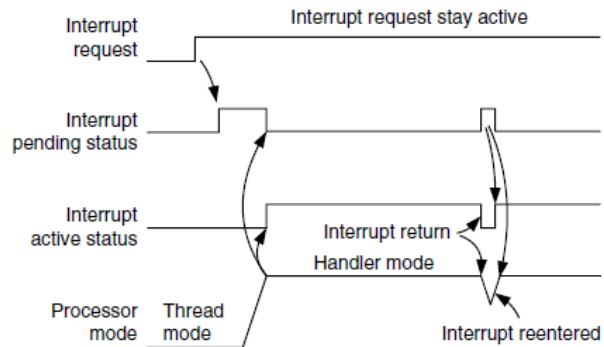 Interrupt request stay active
Interrupt
request
Interrupt
pending status
Interrupt
active status
Interrupt return
Handler mode
Processor
mode
Thread
mode
Interrupt reentered